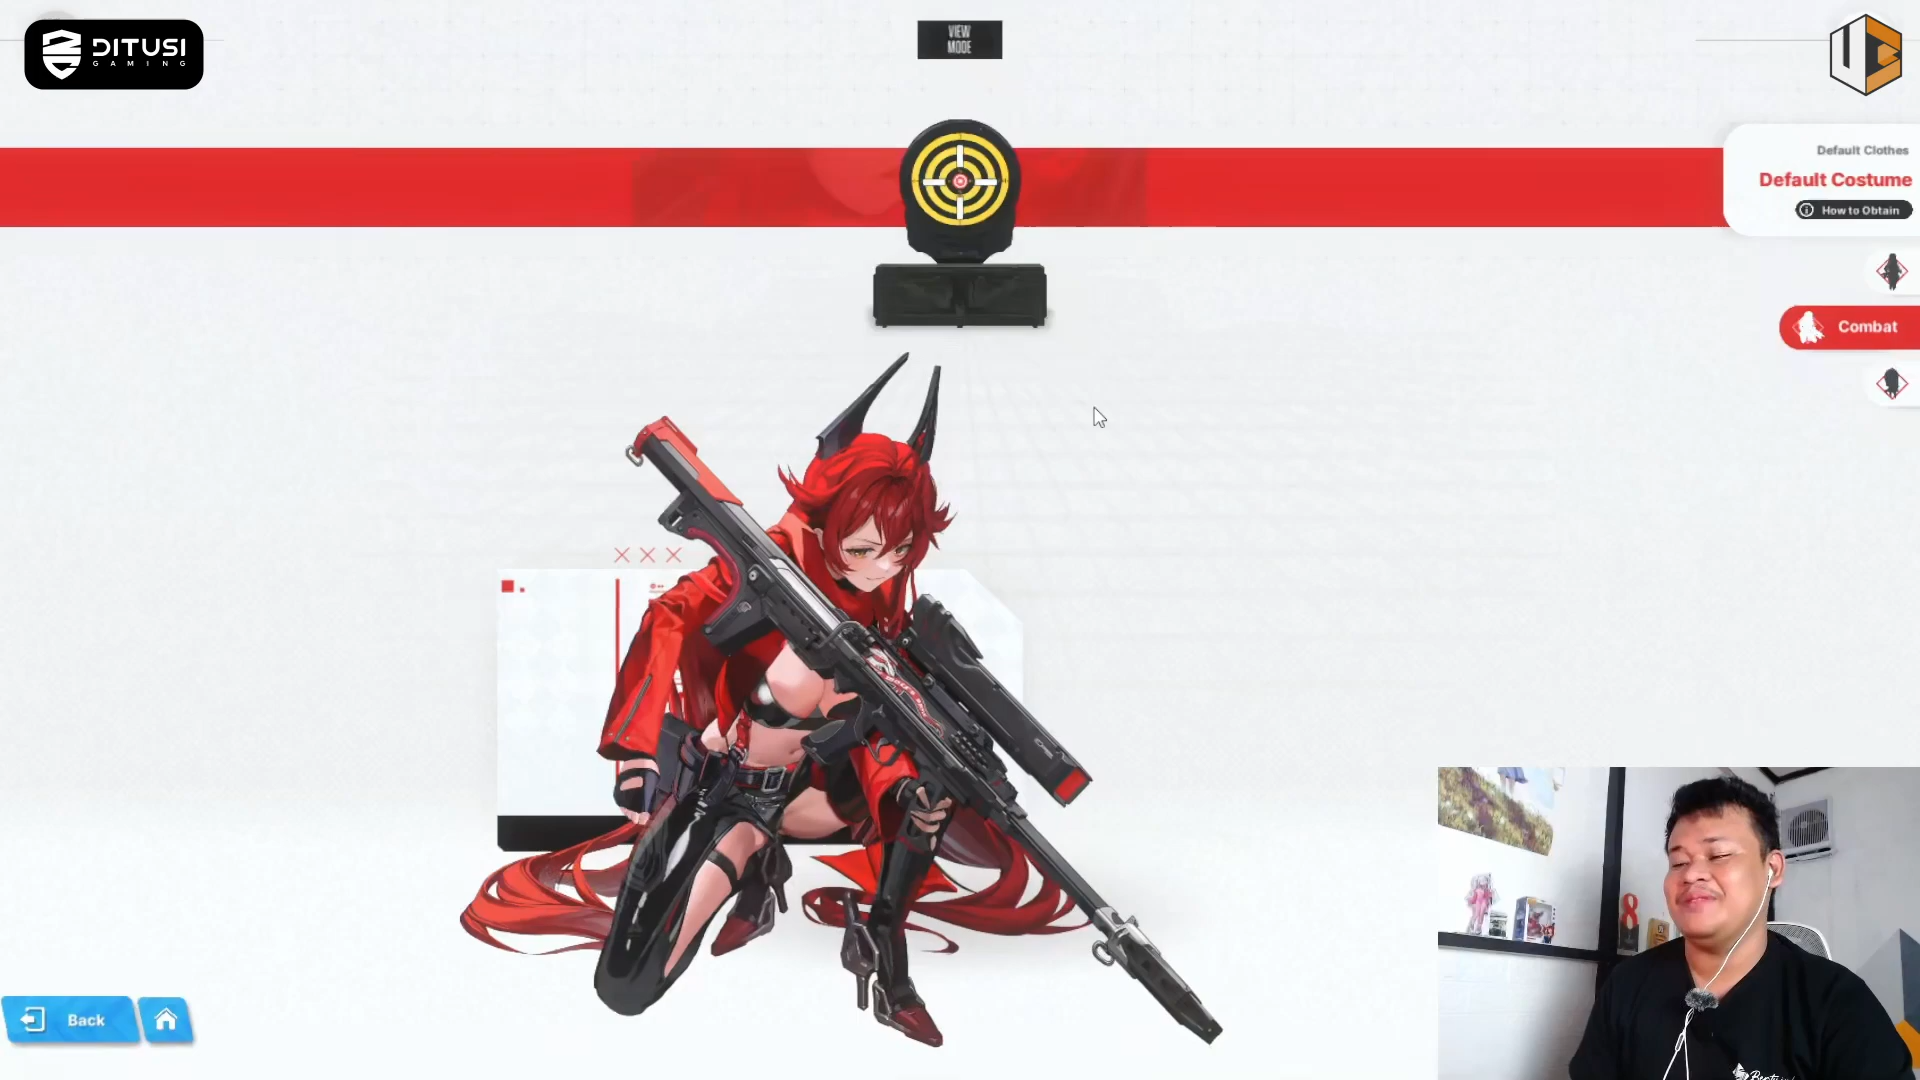 DITUSI
GAMING
VIEW
MODE
Default Clothes
Default Costume
How to Obtain
Combat
Back